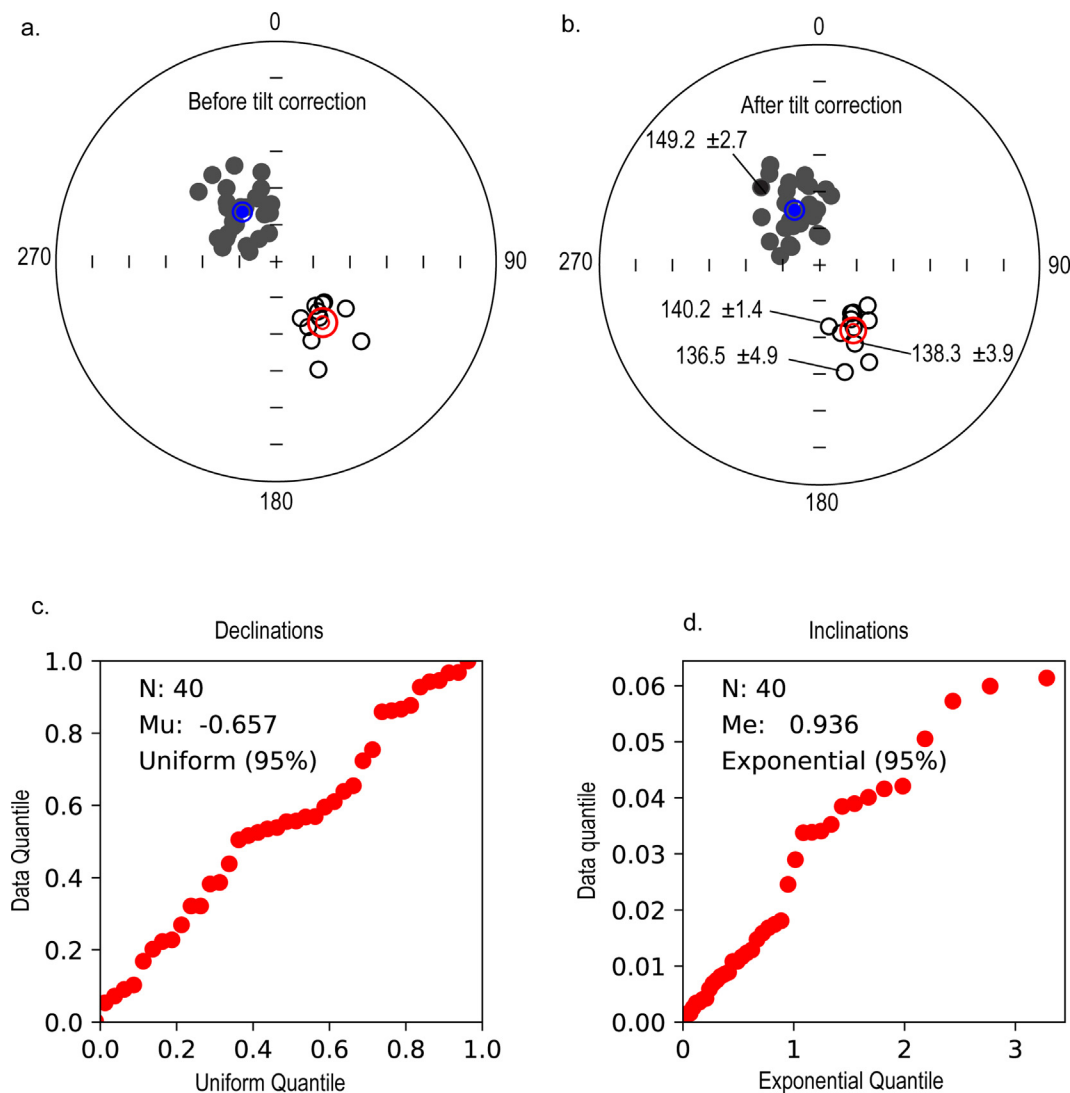 a.
0
Before tilt correction
270
90
180
b.
0
After tilt correction
149.2 ±2.7
270
90
140.2 ±1.4
136.5 ±4.9
138.3 ±3.9
180
c.
Declinations
N: 40
Mu: -0.657
Uniform (95%)
Data Quantile
1.0
0.8
0.6
0.4
0.2
0.0
0.0 0.2 0.4 0.6 0.8 1.0
Uniform Quantile
d.
Inclinations
N: 40
Me: 0.936
Exponential (95%)
Data quantile
0.06
0.05
0.04
0.03
0.02
0.01
0.00
0 1 2 3
Exponential Quantile